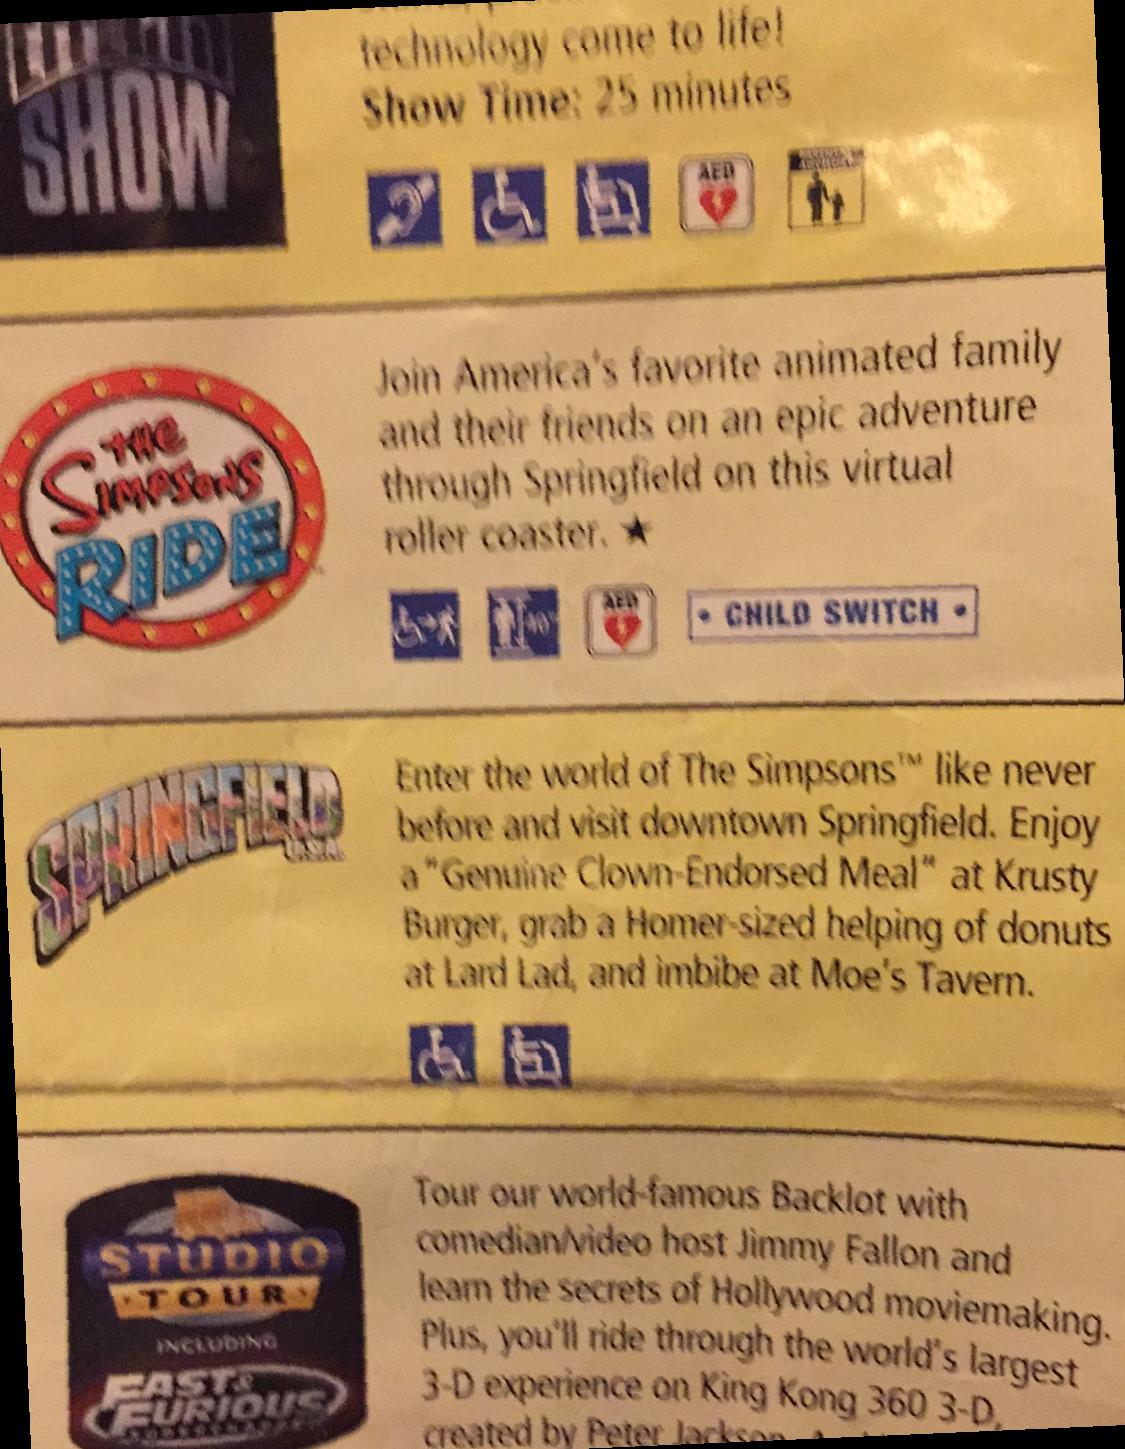 SHOW
technology come to life!
Show Time: 25 minutes
AED
THE
SIMPSONS
RIDE
Join America's favorite animated family
and their friends on an epic adventure
through Springfield on this virtual
roller coaster. ★
40"
AED
• CHILD SWITCH •
SPRINGFIELD
U.S.A.
Enter the world of The Simpsons™ like never
before and visit downtown Springfield. Enjoy
a "Genuine Clown-Endorsed Meal" at Krusty
Burger, grab a Homer-sized helping of donuts
at Lard Lad, and imbibe at Moe's Tavern.
STUDIO
TOUR
INCLUDING
FAST &
FURIOUS
Tour our world-famous Backlot with
comedian/video host Jimmy Fallon and
learn the secrets of Hollywood moviemaking.
Plus, you'll ride through the world's largest
3-D experience on King Kong 360 3-D,
created by Peter Jackson.